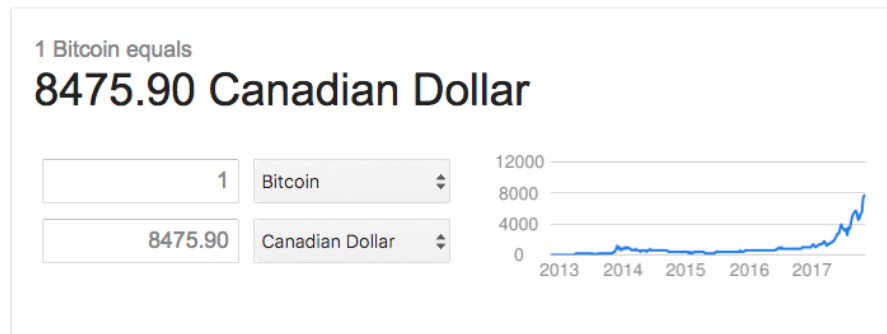 1 Bitcoin equals
8475.90 Canadian Dollar
1 Bitcoin
8475.90 Canadian Dollar
12000
8000
4000
0
2013 2014 2015 2016 2017